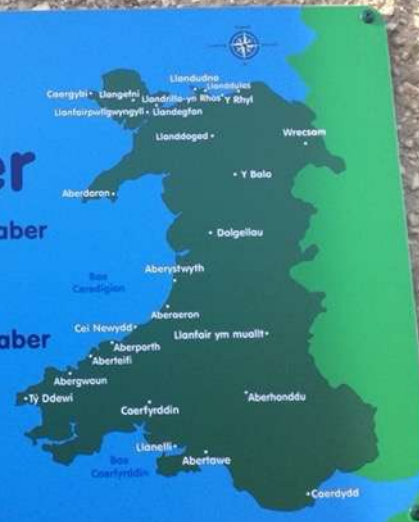 Llandudno
Llanddulas
Caergybi
Llangefni
Llandrillo-yn Rhos
Y Rhyl
Llanfairpwllgwyngyll
Llandegfan
Llanddoged
Wrecsam
er
Y Bala
Aberdaron
aber
Dolgellau
Aberystwyth
Bae
Ceredigion
Aberaeron
Cei Newydd
Llanfair ym muallt
aber
Aberporth
Aberteifi
Abergwaun
Tŷ Ddewi
Aberhonddu
Caerfyrddin
Llanelli
Bae
Caerfyrddin
Abertawe
Caerdydd